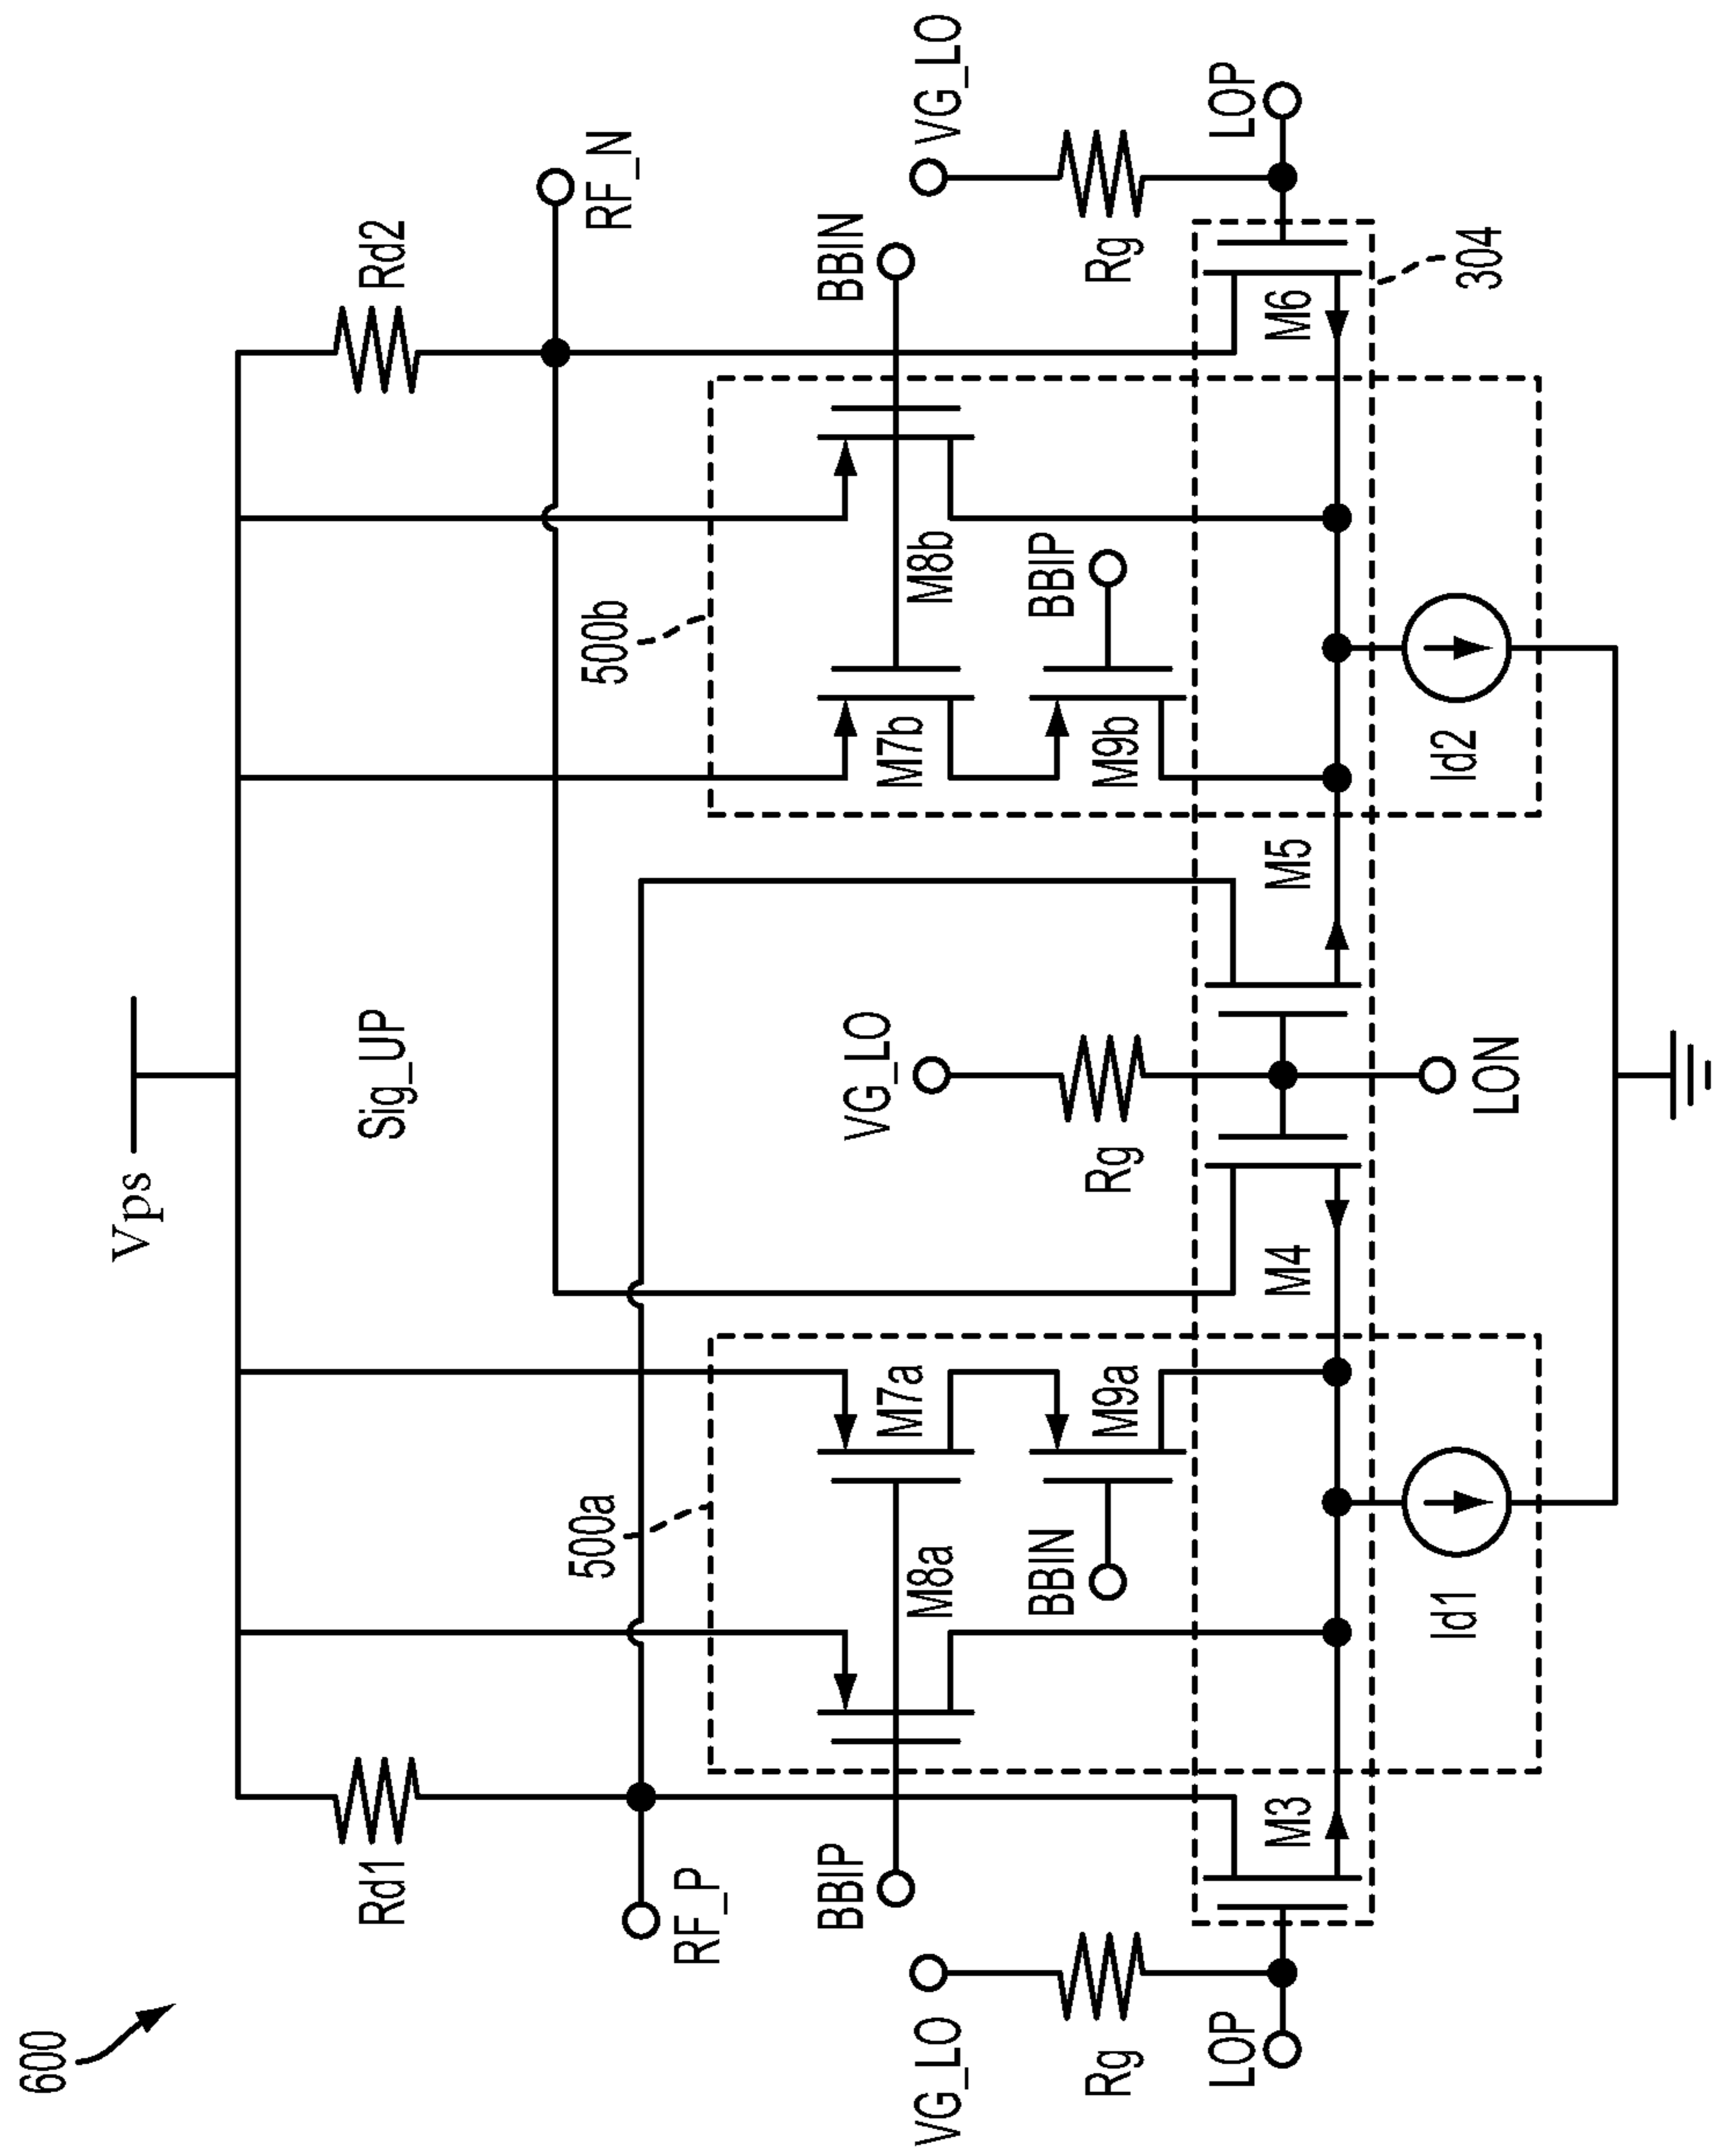 600
Vps
Sig_UP
Rd1
Rd2
RF_P
RF_N
500a
500b
BBIP
BBIN
M8a
M7a
M7b
M8b
BBIN
M9a
M9b
BBIP
VG_LO
VG_LO
VG_LO
Rg
Rg
Rg
LOP
M3
M4
M5
M6
LOP
304
Id1
LON
Id2